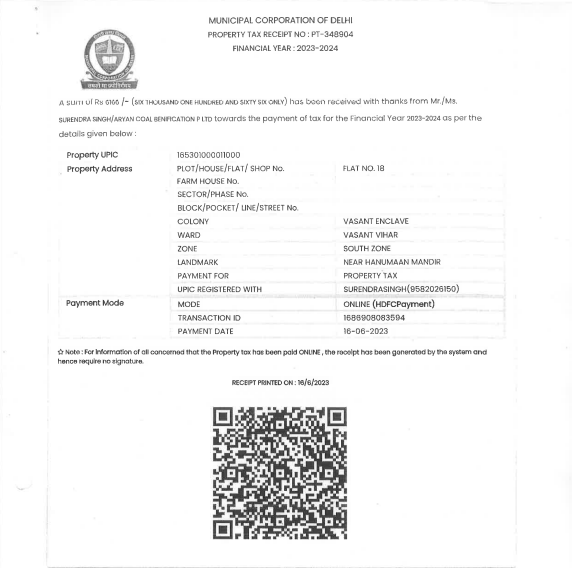 MUNICIPAL CORPORATION OF DELHI
PROPERTY TAX RECEIPT NO : PT-348904
FINANCIAL YEAR : 2023-2024
A sum of Rs 6166 /- (SIX THOUSAND ONE HUNDRED AND SIXTY SIX ONLY) has been received with thanks from Mr./Ms.
SURENDRA SINGH/ARYAN COAL BENIFICATION P LTD towards the payment of tax for the Financial Year 2023-2024 as per the
details given below :
Property UPIC 165301000011000
Property Address PLOT/HOUSE/FLAT/ SHOP No. FLAT NO. 18
FARM HOUSE No.
SECTOR/PHASE No.
BLOCK/POCKET/ LINE/STREET No.
COLONY VASANT ENCLAVE
WARD VASANT VIHAR
ZONE SOUTH ZONE
LANDMARK NEAR HANUMAAN MANDIR
PAYMENT FOR PROPERTY TAX
UPIC REGISTERED WITH SURENDRASINGH(9582026150)
Payment Mode MODE ONLINE (HDFCPayment)
TRANSACTION ID 1686908083594
PAYMENT DATE 16-06-2023
☆ Note : For Information of all concerned that the Property tax has been paid ONLINE , the receipt has been generated by the system and
hence require no signature.
RECEIPT PRINTED ON : 16/6/2023